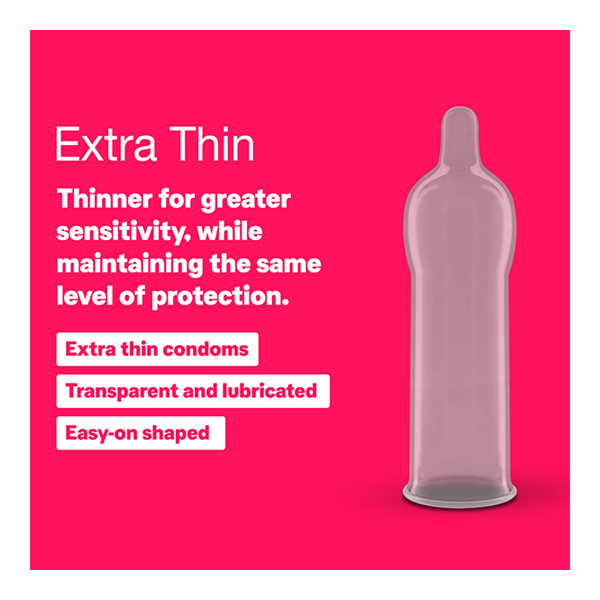 Extra Thin
Thinner for greater
sensitivity, while
maintaining the same
level of protection.
Extra thin condoms
Transparent and lubricated
Easy-on shaped